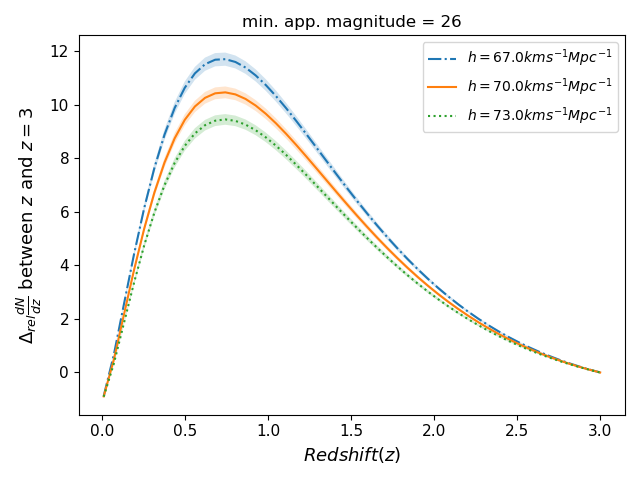 min. app. magnitude = 26
h = 67.0kms⁻¹Mpc⁻¹
h = 70.0kms⁻¹Mpc⁻¹
h = 73.0kms⁻¹Mpc⁻¹
Δ_rel dN/dz between z and z = 3
12
10
8
6
4
2
0
0.0 0.5 1.0 1.5 2.0 2.5 3.0
Redshift(z)